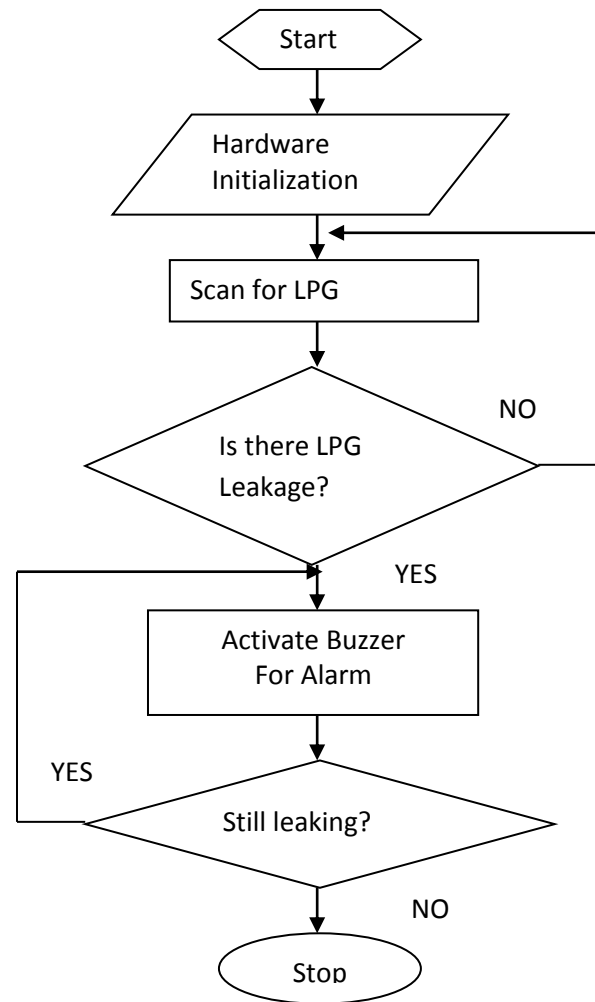 Start
Hardware
Initialization
Scan for LPG
NO
Is there LPG
Leakage?
YES
Activate Buzzer
For Alarm
YES
Still leaking?
NO
Stop